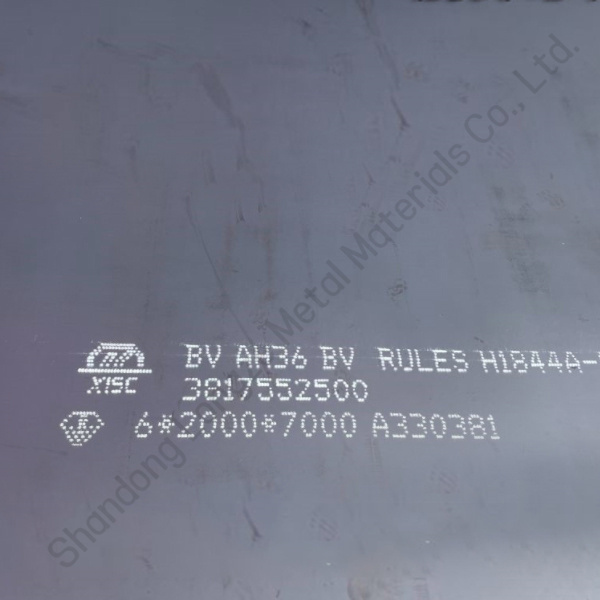 BV AH36 BV RULES H1844A-
XISC
3817552500
6*2000*7000 A330381
Shandong Metal Materials Co., Ltd.